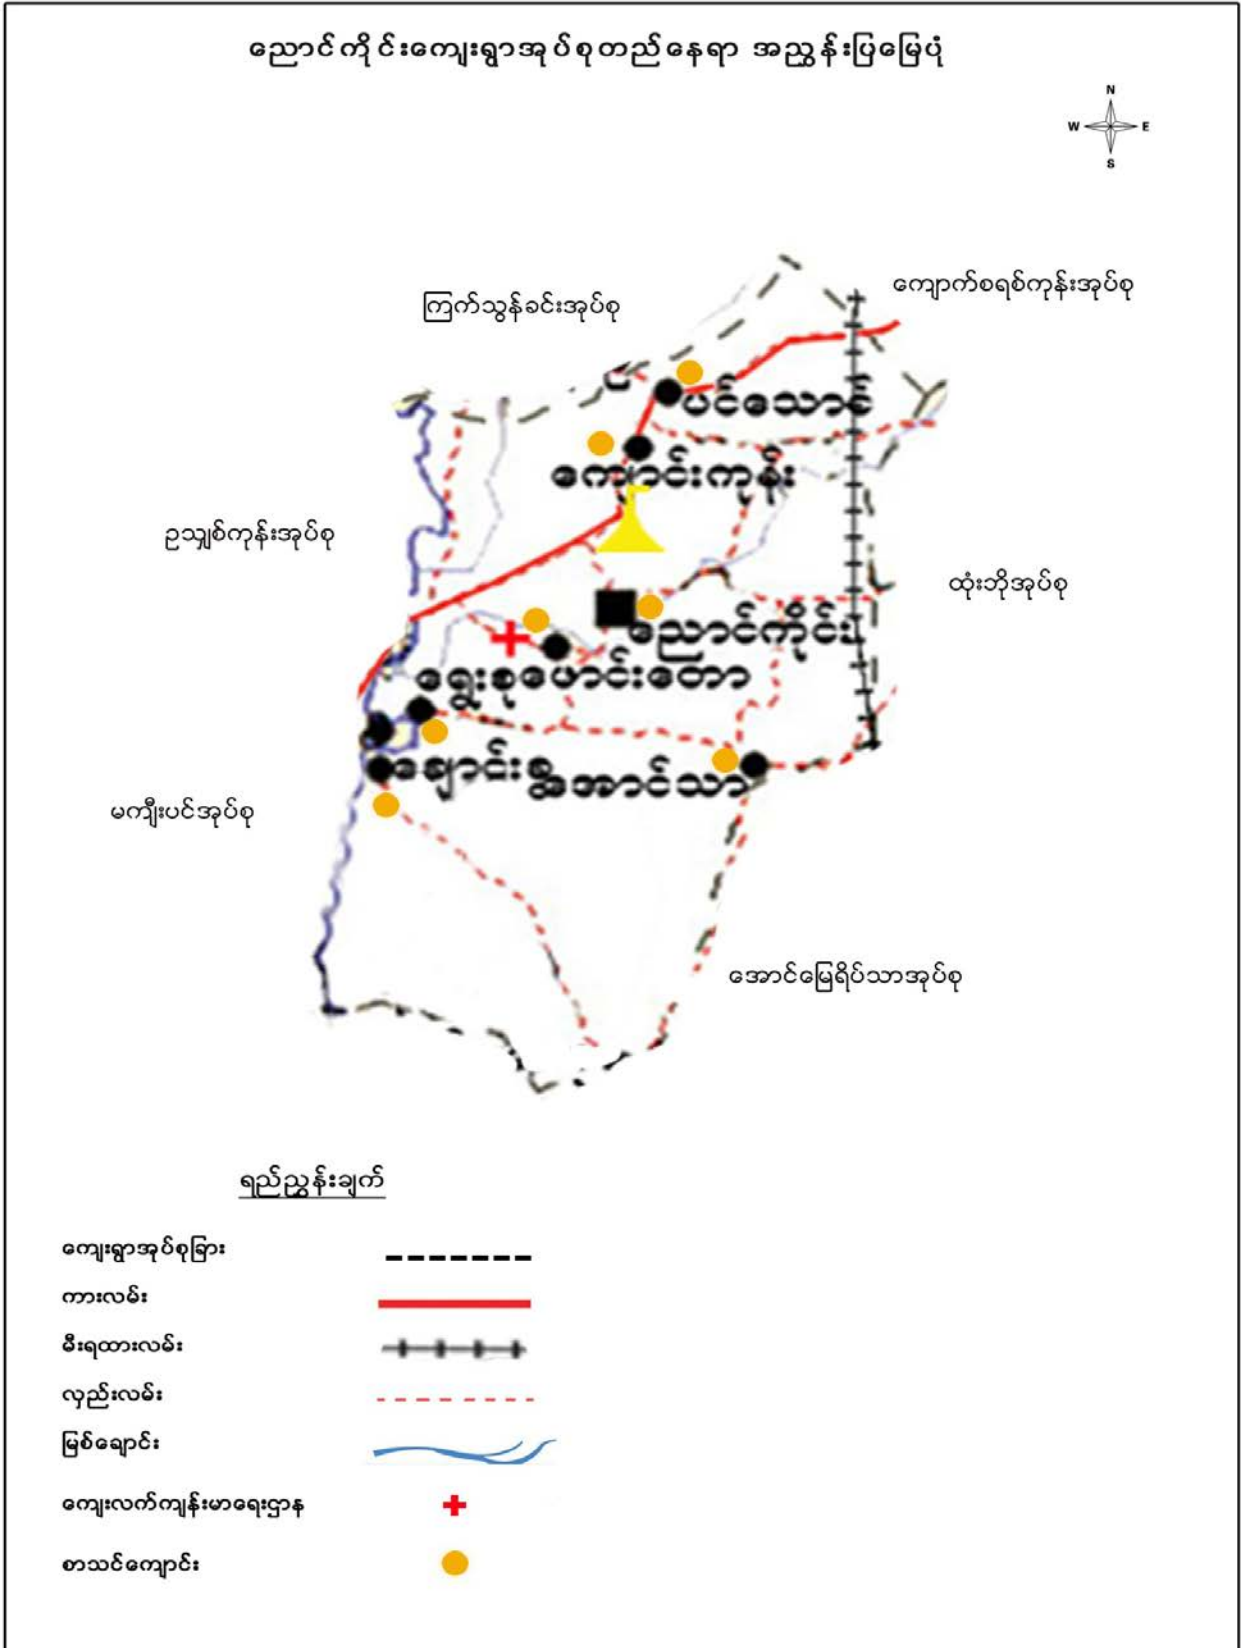 ညောင်ကိုင်းကျေးရွာအုပ်စုတည်နေရာ အညွှန်းပြမြေပုံ
N
W E
S
ကျောက်စရစ်ကုန်းအုပ်စု
ကြက်သွန်ခင်းအုပ်စု
ပင်သောင်
ကျောင်းကုန်း
ဥသျှစ်ကုန်းအုပ်စု
ထုံးဘိုအုပ်စု
ညောင်ကိုင်း
ရွေးစုဖောင်းတော
ချောင်းစွ
အောင်သာ
မကျီးပင်အုပ်စု
အောင်မြေရိပ်သာအုပ်စု
ရည်ညွှန်းချက်
ကျေးရွာအုပ်စုခြား
ကားလမ်း
မီးရထားလမ်း
လှည်းလမ်း
မြစ်ချောင်း
ကျေးလက်ကျန်းမာရေးဌာန
စာသင်ကျောင်း